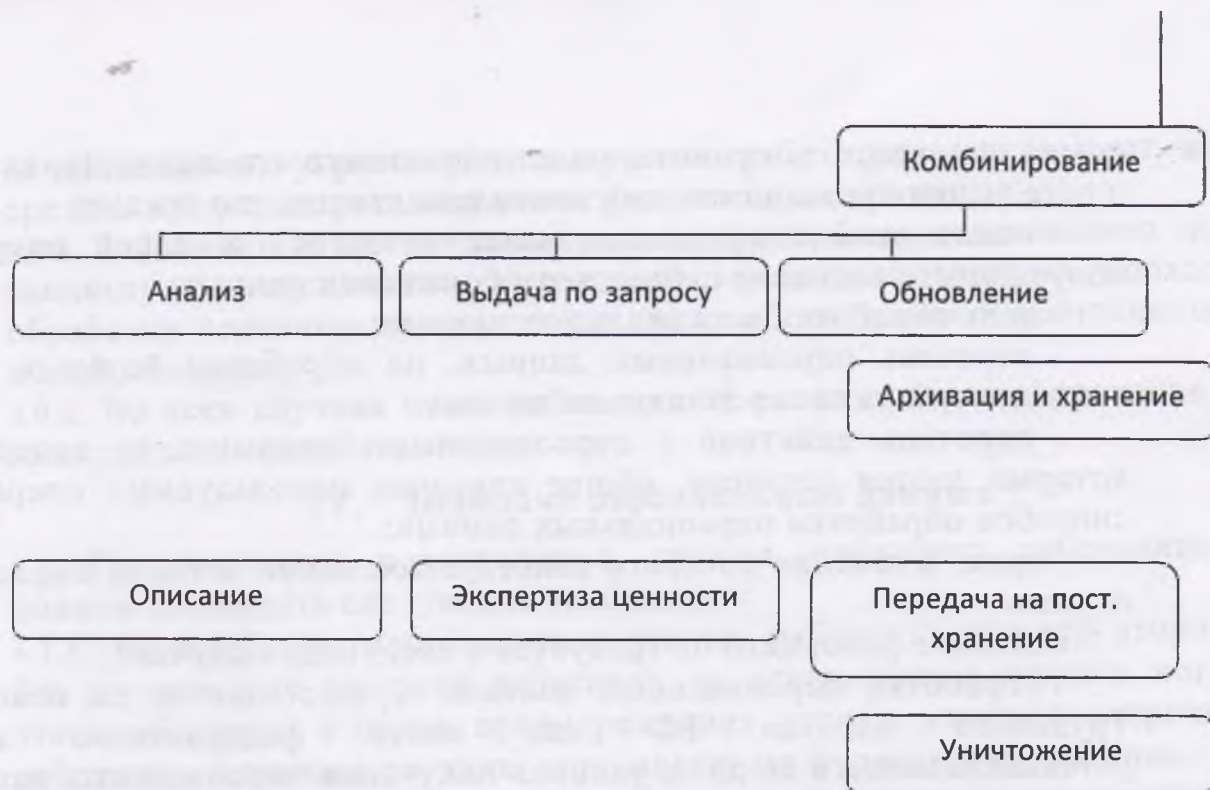 Комбинирование
Анализ
Выдача по запросу
Обновление
Архивация и хранение
Описание
Экспертиза ценности
Передача на пост.
хранение
Уничтожение